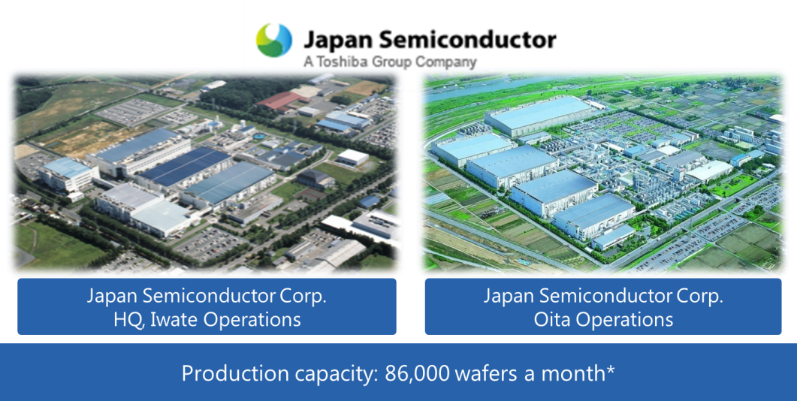 Japan Semiconductor
A Toshiba Group Company
Japan Semiconductor Corp.
HQ, Iwate Operations
Japan Semiconductor Corp.
Oita Operations
Production capacity: 86,000 wafers a month*